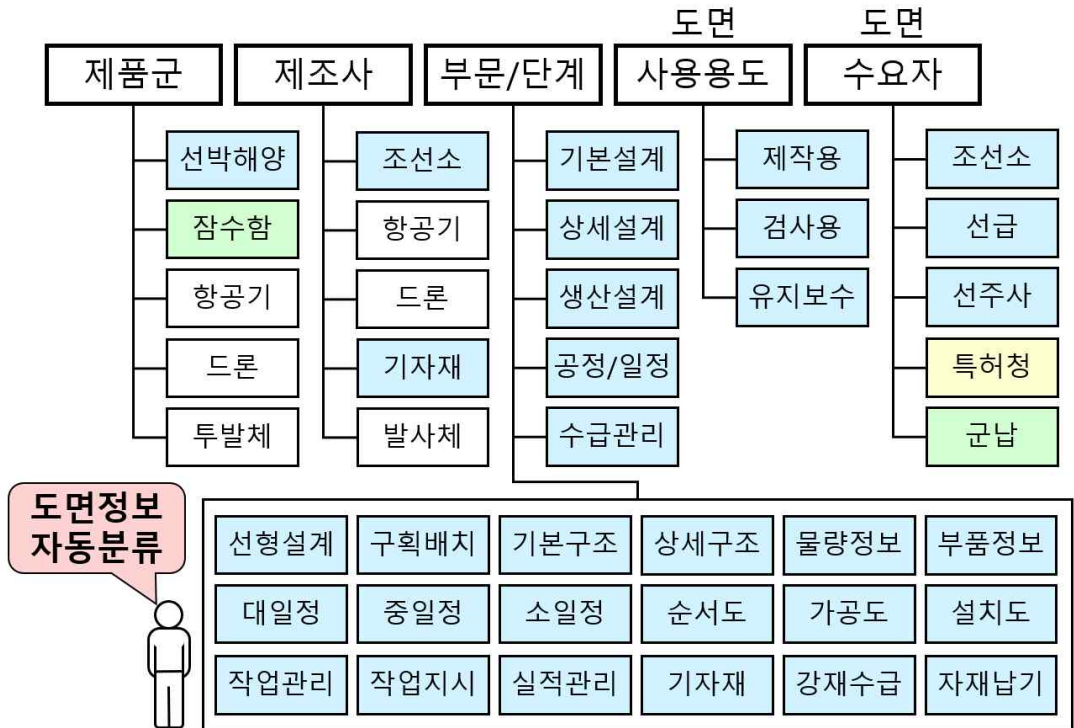 도면 도면
제품군 제조사 부문/단계 사용용도 수요자
선박해양 조선소 기본설계 제작용 조선소
잠수함 항공기 상세설계 검사용 선급
항공기 드론 생산설계 유지보수 선주사
드론 기자재 공정/일정 특허청
투발체 발사체 수급관리 군납
도면정보
자동분류
선형설계 구획배치 기본구조 상세구조 물량정보 부품정보
대일정 중일정 소일정 순서도 가공도 설치도
작업관리 작업지시 실적관리 기자재 강재수급 자재납기